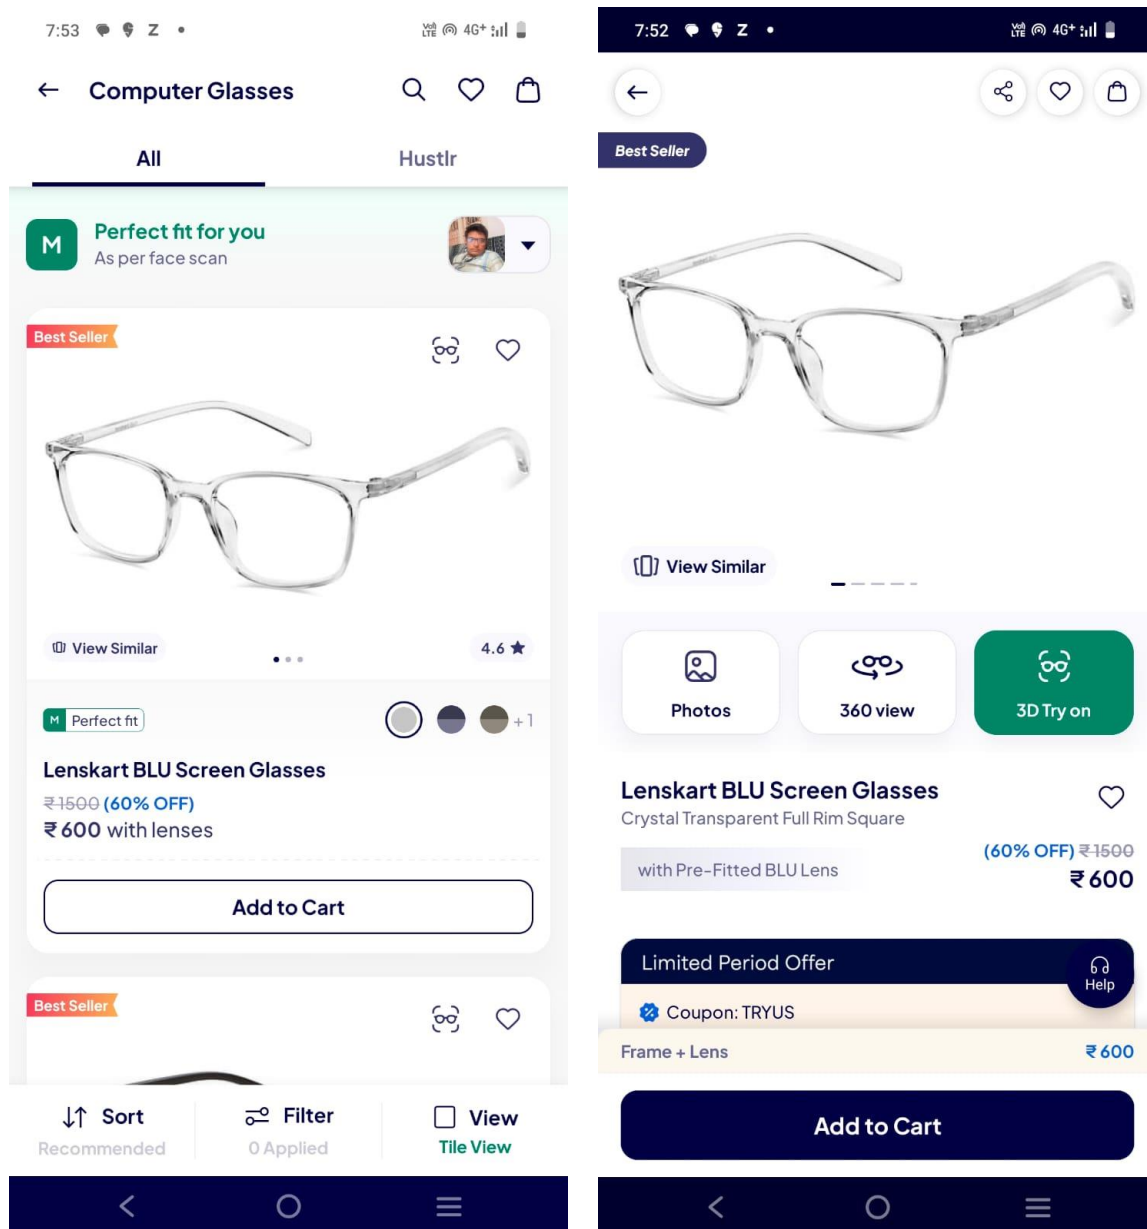 7:53 Z
VoI) LTE 4G+
Computer Glasses
All Hustlr
M Perfect fit for you
As per face scan
Best Seller
View Similar 4.6
M Perfect fit +1
Lenskart BLU Screen Glasses
₹1500 (60% OFF)
₹600 with lenses
Add to Cart
Best Seller
Sort Filter View
Recommended 0 Applied Tile View
7:52 Z
VoI) LTE 4G+
Best Seller
View Similar
Photos 360 view 3D Try on
Lenskart BLU Screen Glasses
Crystal Transparent Full Rim Square
(60% OFF) ₹1500
with Pre-Fitted BLU Lens
₹600
Limited Period Offer
Help
Coupon: TRYUS
Frame + Lens ₹600
Add to Cart